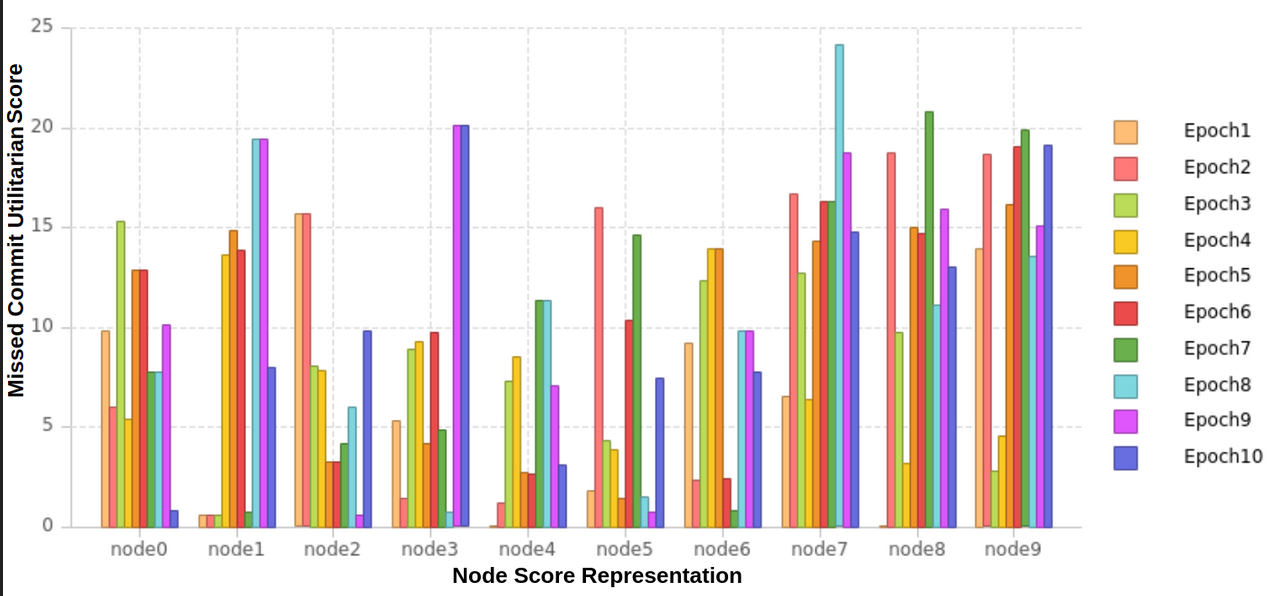 Missed Commit Utilitarian Score
25
20
15
10
5
0
node0 node1 node2 node3 node4 node5 node6 node7 node8 node9
Node Score Representation
Epoch1
Epoch2
Epoch3
Epoch4
Epoch5
Epoch6
Epoch7
Epoch8
Epoch9
Epoch10